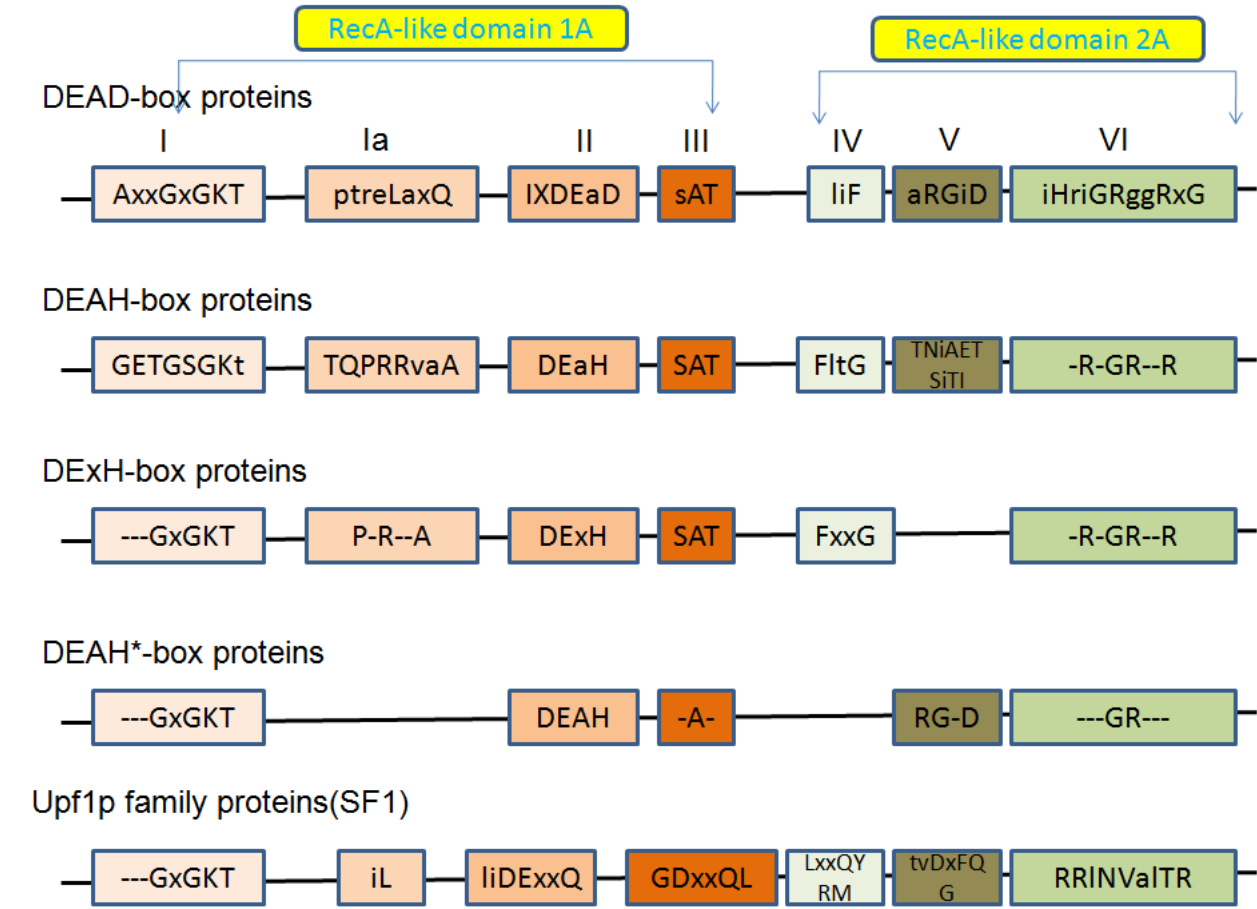 RecA-like domain 1A
RecA-like domain 2A
DEAD-box proteins
I Ia II III IV V VI
AxxGxGKT ptreLaxQ IXDEaD sAT liF aRGiD iHriGRggRxG
DEAH-box proteins
GETGSGKt TQPRRvaA DEaH SAT FltG TNiAET
SiTI
-R-GR--R
DExH-box proteins
---GxGKT P-R--A DExH SAT FxxG -R-GR--R
DEAH*-box proteins
---GxGKT DEAH -A- RG-D ---GR---
Upf1p family proteins(SF1)
---GxGKT iL liDExxQ GDxxQL LxxQY
RM
tvDxFQ
G
RRlNValTR